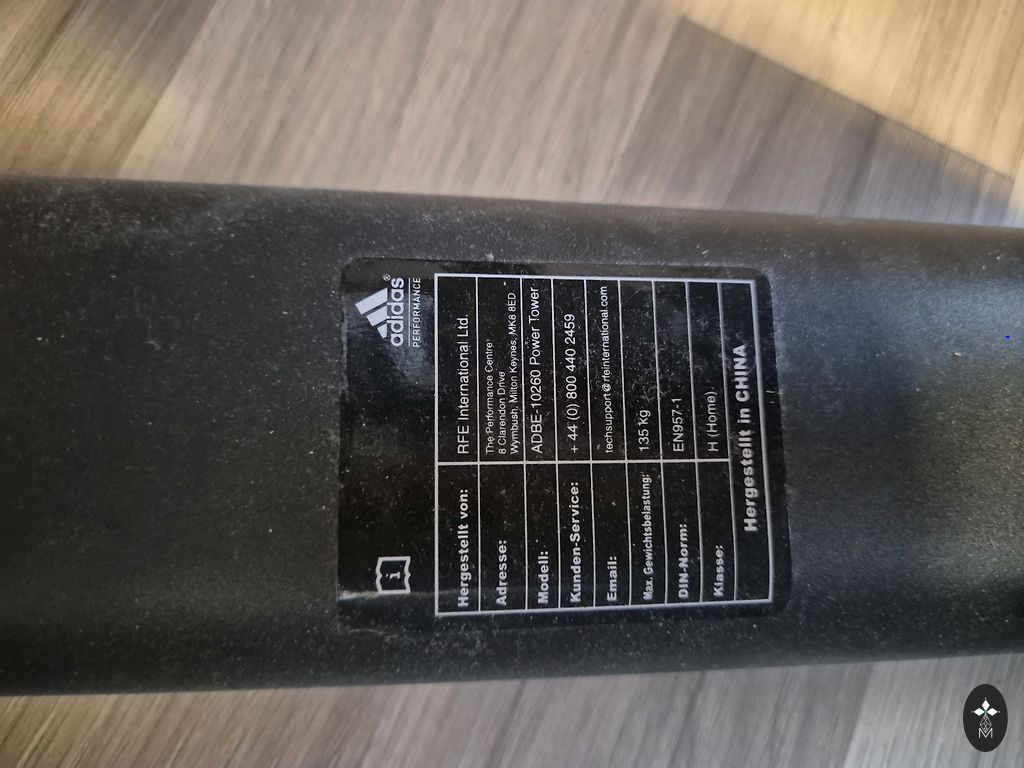 adidas®
PERFORMANCE
i
Hergestellt von: RFE International Ltd.
Adresse: The Performance Centre
8 Clarendon Drive
Wymbush, Milton Keynes, MK8 8ED
Modell: ADBE-10260 Power Tower
Kunden-Service: + 44 (0) 800 440 2459
Email: techsupport@rfeinternational.com
Max. Gewichtsbelastung: 135 kg
DIN-Norm: EN957-1
Klasse: H (Home)
Hergestellt in CHINA
M